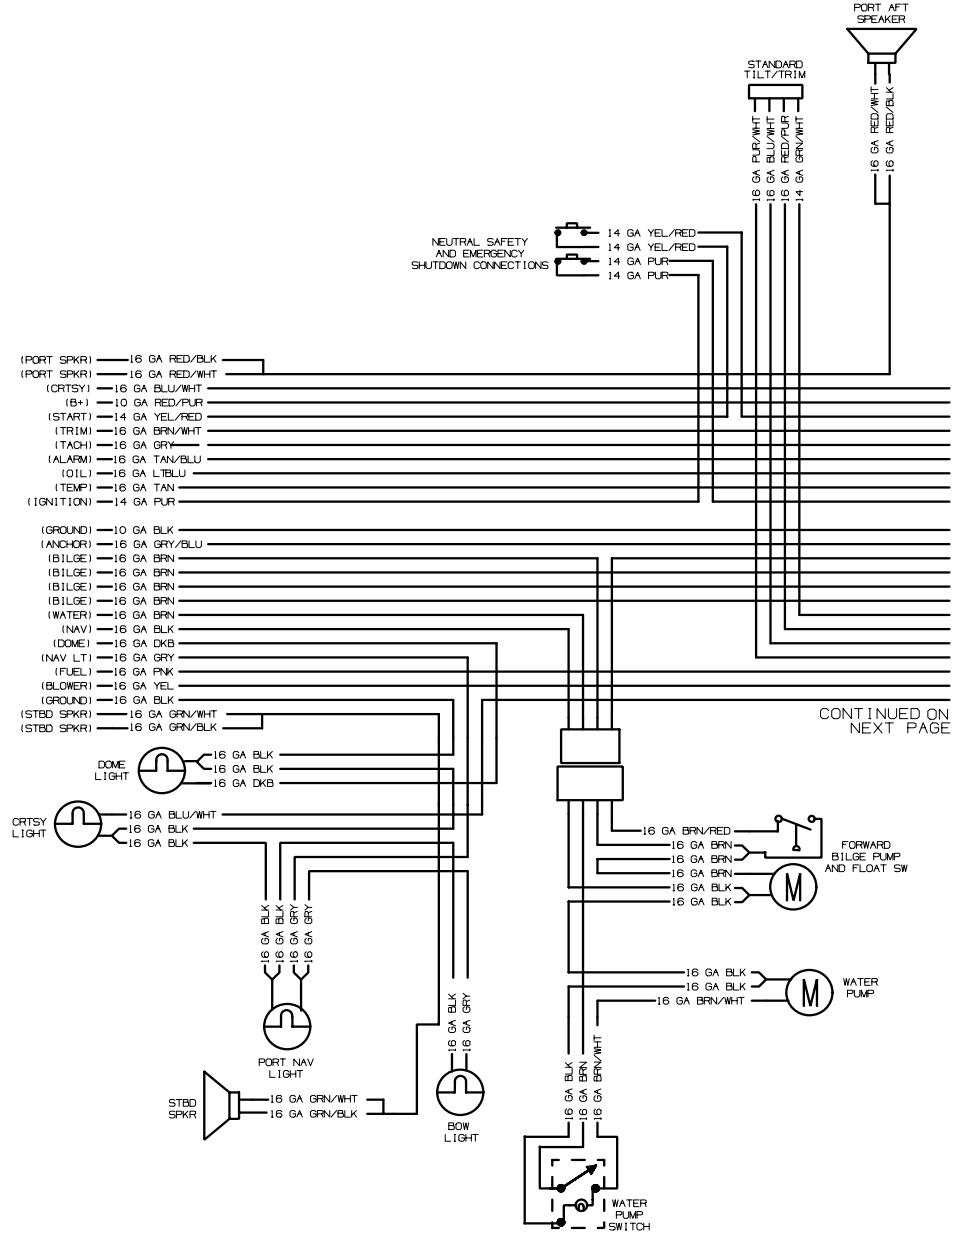 PORT AFT
SPEAKER
STANDARD
TILT/TRIM
16 GA PUR/WHT
16 GA BLU/WHT
16 GA RED/PUR
14 GA GRN/WHT
16 GA RED/WHT
16 GA RED/BLK
NEUTRAL SAFETY
AND EMERGENCY
SHUTDOWN CONNECTIONS
14 GA YEL/RED
14 GA YEL/RED
14 GA PUR
14 GA PUR
(PORT SPKR) 16 GA RED/BLK
(PORT SPKR) 16 GA RED/WHT
(CRTSY) 16 GA BLU/WHT
(B+) 10 GA RED/PUR
(START) 14 GA YEL/RED
(TRIM) 16 GA BRN/WHT
(TACH) 16 GA GRY
(ALARM) 16 GA TAN/BLU
(OIL) 16 GA LTBLU
(TEMP) 16 GA TAN
(IGNITION) 14 GA PUR
(GROUND) 10 GA BLK
(ANCHOR) 16 GA GRY/BLU
(BILGE) 16 GA BRN
(BILGE) 16 GA BRN
(BILGE) 16 GA BRN
(BILGE) 16 GA BRN
(WATER) 16 GA BRN
(NAV) 16 GA BLK
(DOME) 16 GA DKB
(NAV LT) 16 GA GRY
(FUEL) 16 GA PNK
(BLOWER) 16 GA YEL
(GROUND) 16 GA BLK
(STBD SPKR) 16 GA GRN/WHT
(STBD SPKR) 16 GA GRN/BLK
CONTINUED ON
NEXT PAGE
DOME
LIGHT
16 GA BLK
16 GA BLK
16 GA DKB
CRTSY
LIGHT
16 GA BLU/WHT
16 GA BLK
16 GA BLK
16 GA BRN/RED
16 GA BRN
16 GA BRN
16 GA BRN
16 GA BLK
16 GA BLK
FORWARD
BILGE PUMP
AND FLOAT SW
M
16 GA BLK
16 GA BLK
16 GA GRY
16 GA GRY
16 GA BLK
16 GA BLK
16 GA BRN/WHT
M
WATER
PUMP
PORT NAV
LIGHT
16 GA BLK
16 GA GRY
16 GA BLK
16 GA BRN
16 GA BRN/WHT
STBD
SPKR
16 GA GRN/WHT
16 GA GRN/BLK
BOW
LIGHT
WATER
PUMP
SWITCH